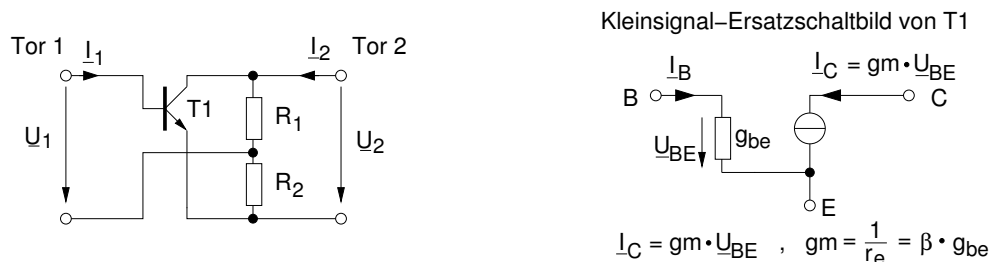 Kleinsignal−Ersatzschaltbild von T1
Tor 1
I1
I2
Tor 2
T1
R1
R2
U1
U2
IB
IC = gm • UBE
B
C
UBE
gbe
E
IC = gm • UBE , gm = 1/re = β • gbe